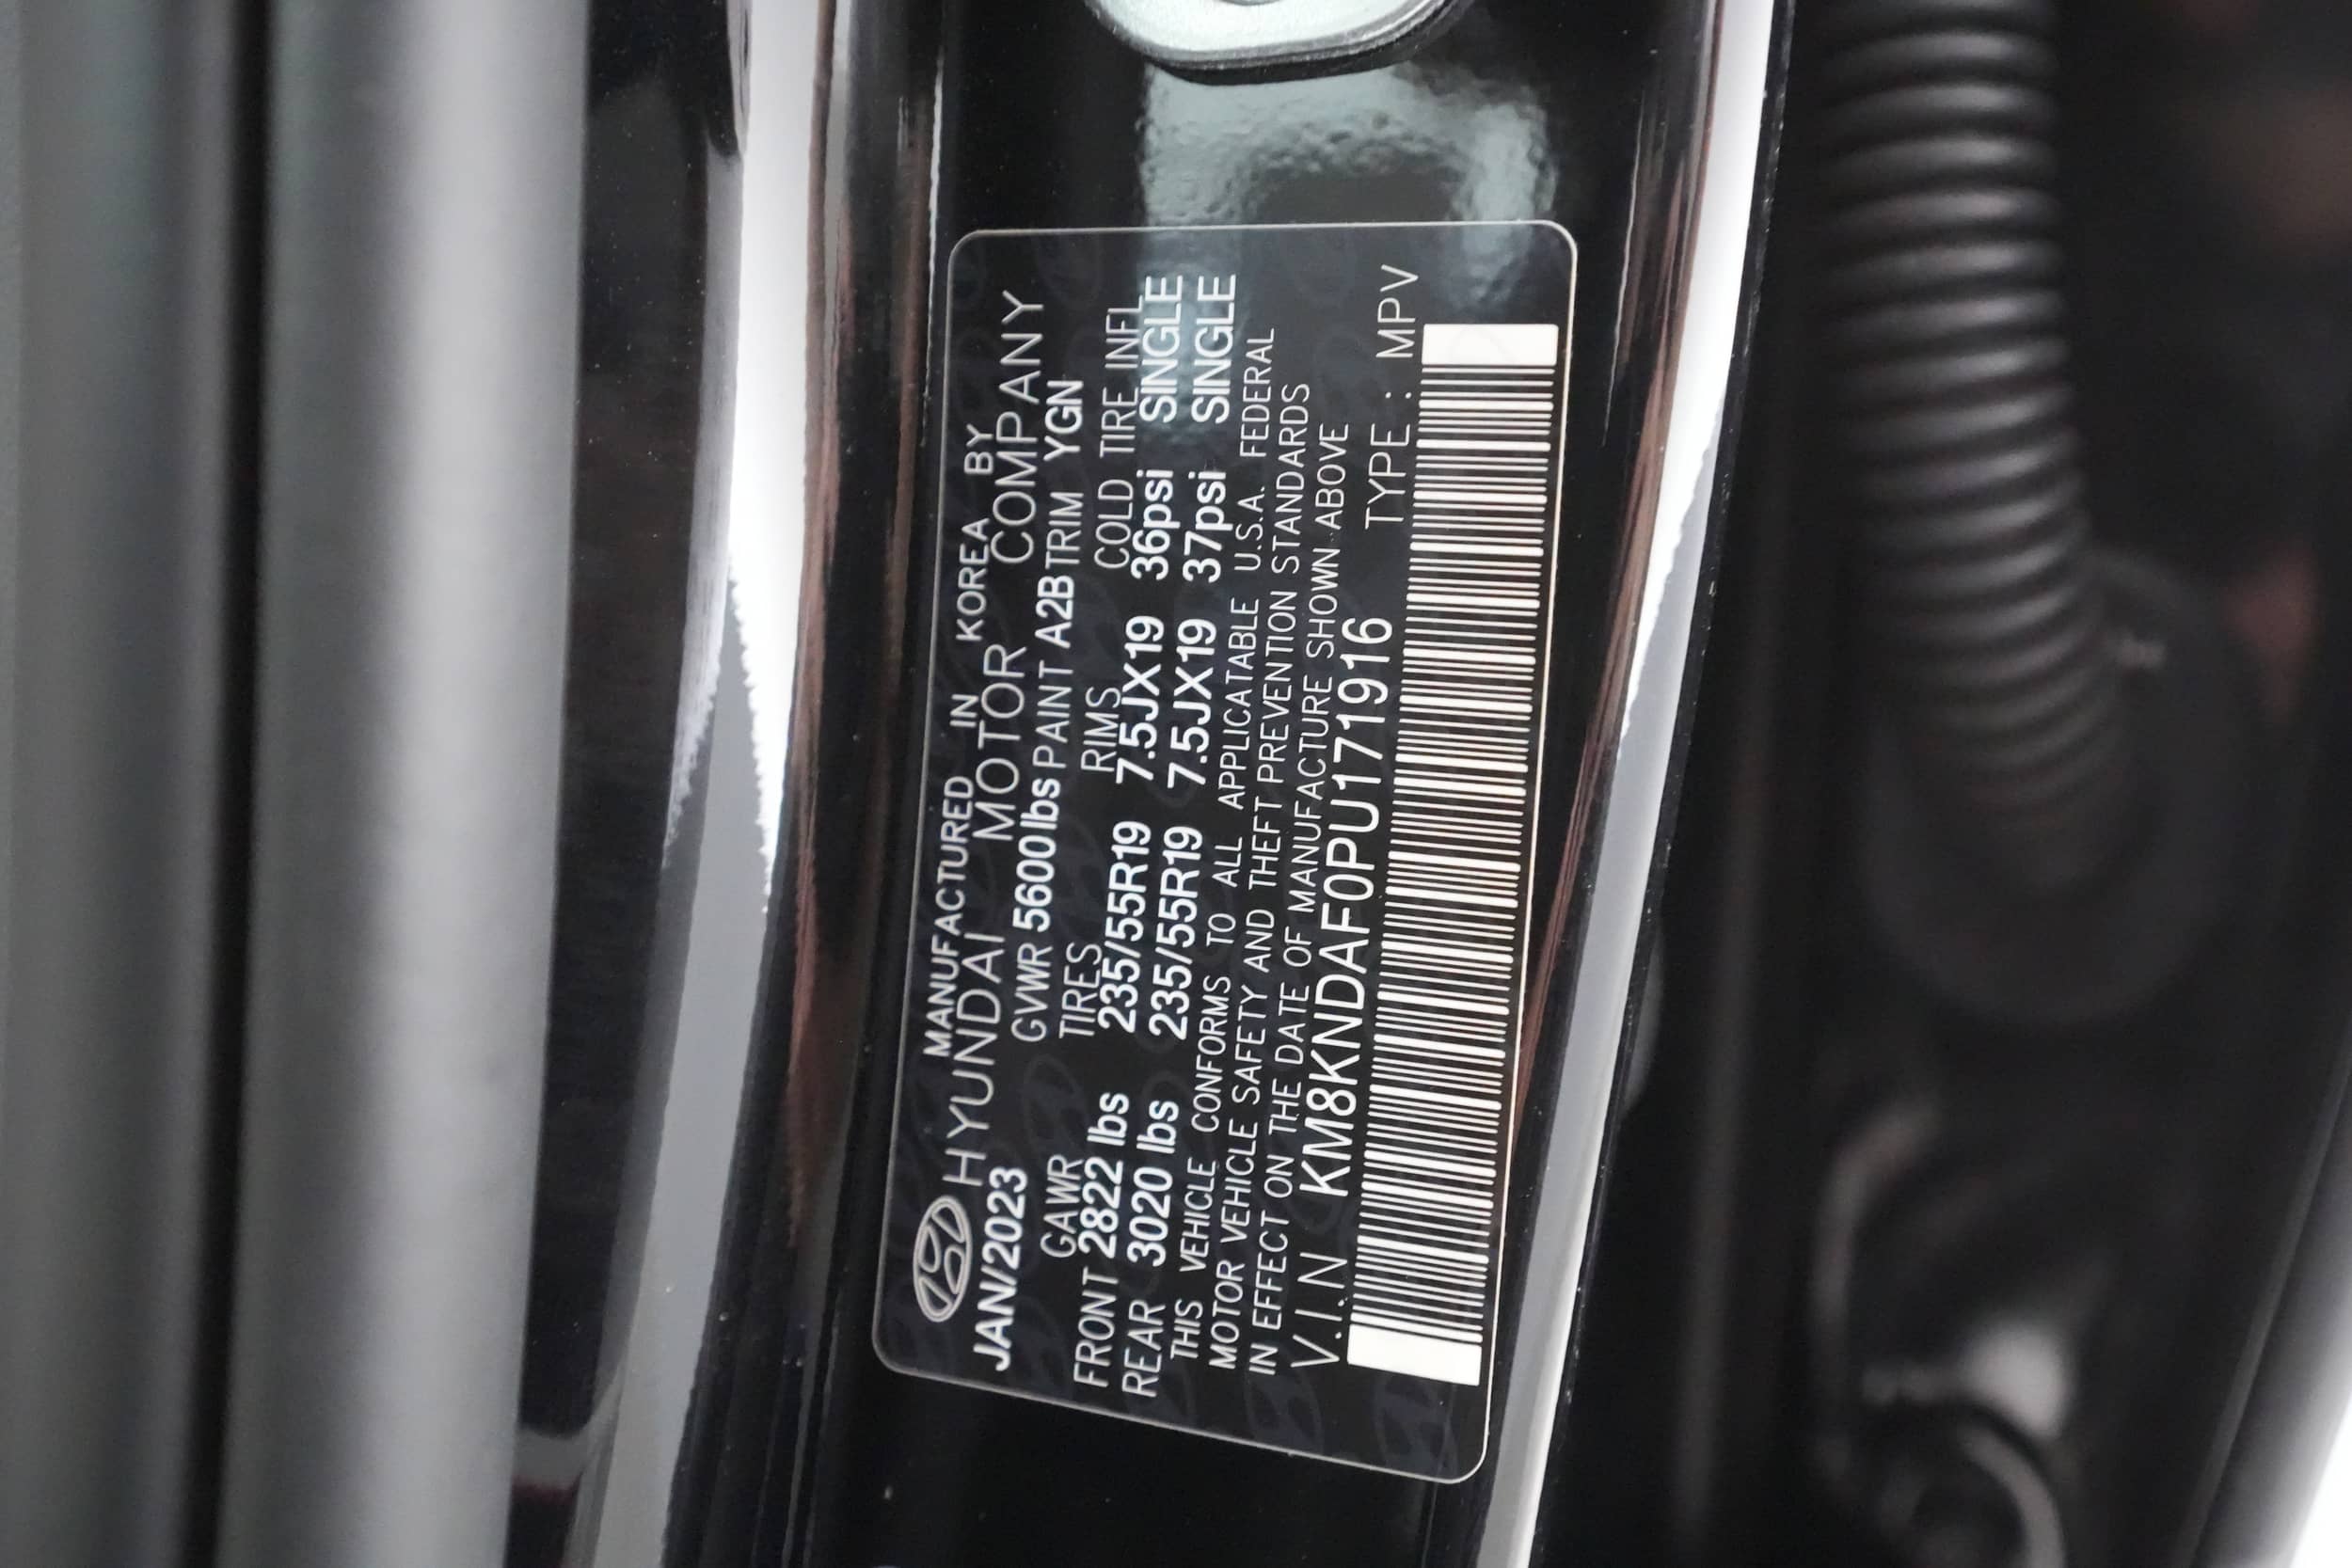 MANUFACTURED IN KOREA BY
HYUNDAI MOTOR COMPANY
JAN/2023 GVWR 5600lbs PAINT A2B TRIM YGN
GAWR TIRES RIMS COLD TIRE INFL
FRONT 2822 lbs 235/55R19 7.5JX19 36psi SINGLE
REAR 3020 lbs 235/55R19 7.5JX19 37psi SINGLE
THIS VEHICLE CONFORMS TO ALL APPLICATABLE U.S.A. FEDERAL
MOTOR VEHICLE SAFETY AND THEFT PREVENTION STANDARDS
IN EFFECT ON THE DATE OF MANUFACTURE SHOWN ABOVE
V.I.N KM8KNDAF0PU171916 TYPE : MPV